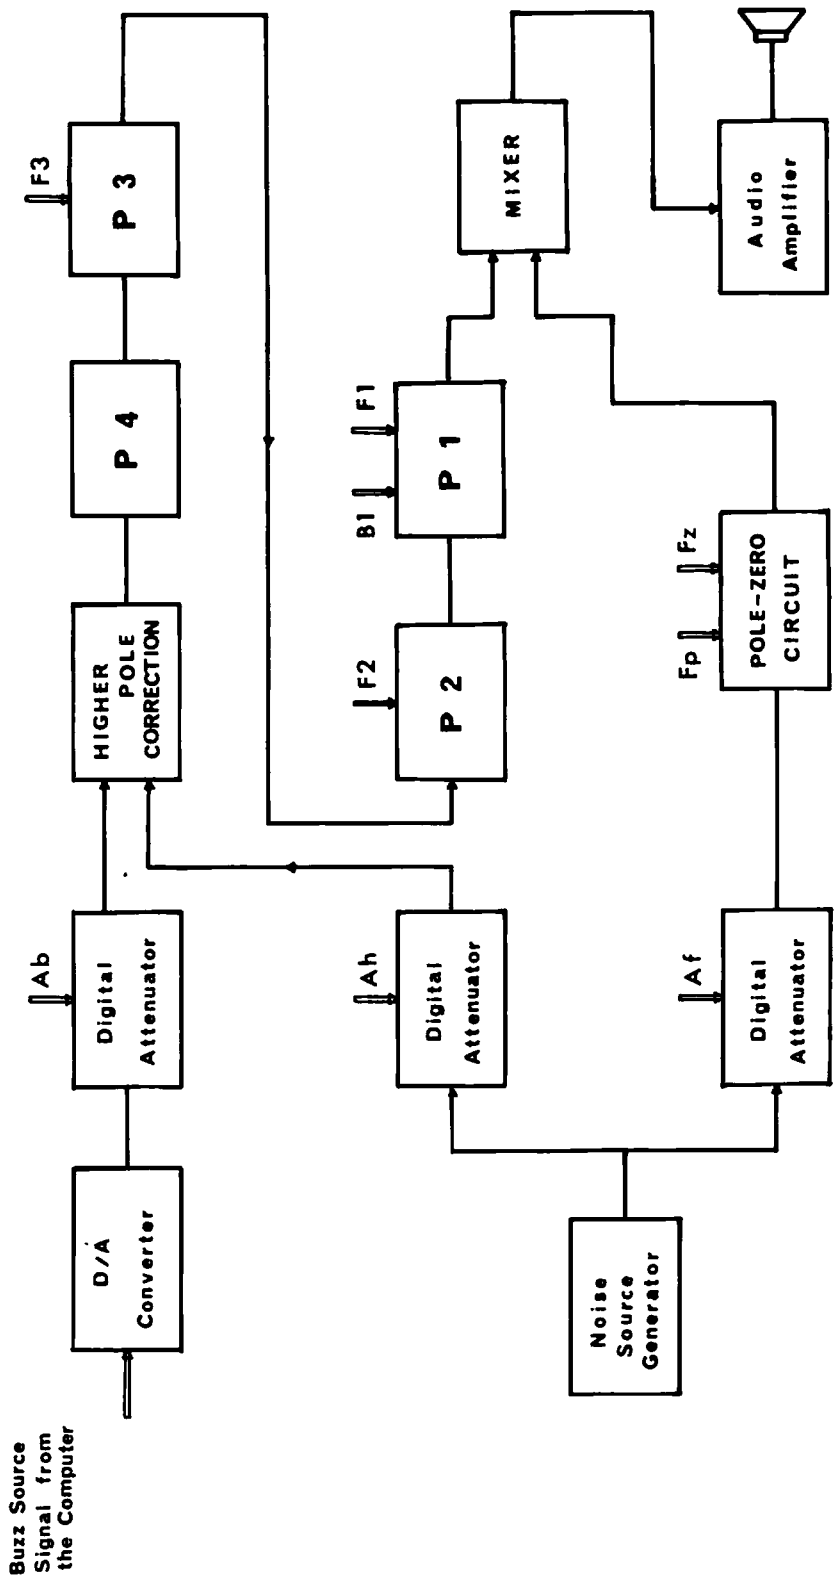 Buzz Source
Signal from
the Computer
D/A
Converter
Ab
Digital
Attenuator
HIGHER
POLE
CORRECTION
P 4
F3
P 3
Ah
Digital
Attenuator
F2
P 2
B1
F1
P 1
MIXER
Noise
Source
Generator
Af
Digital
Attenuator
Fp
Fz
POLE-ZERO
CIRCUIT
Audio
Amplifier